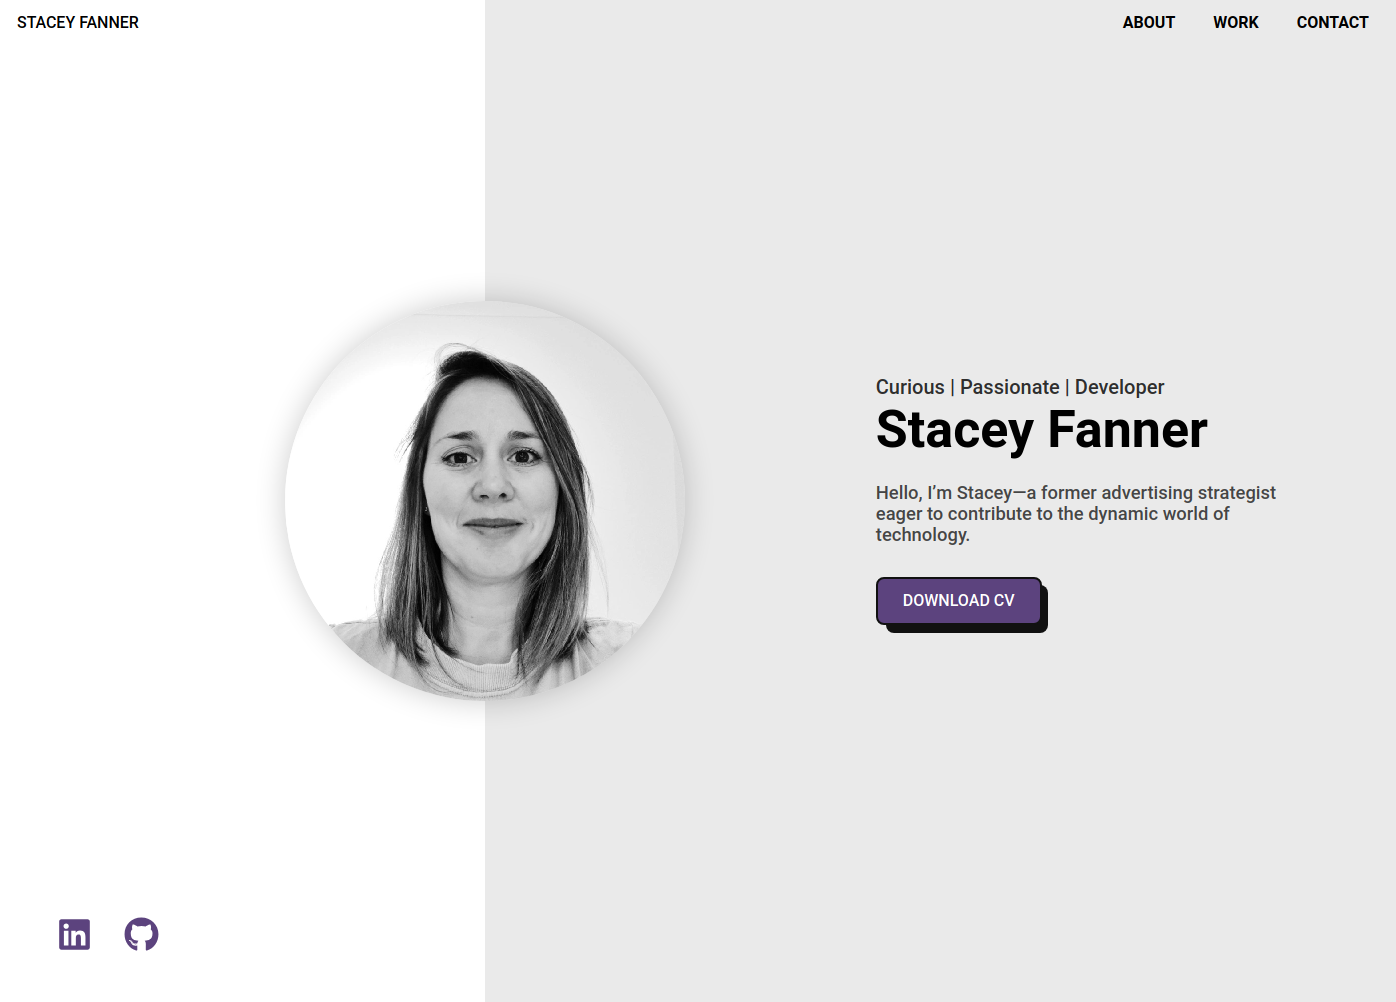 STACEY FANNER
ABOUT WORK CONTACT
Curious | Passionate | Developer
Stacey Fanner
Hello, I’m Stacey—a former advertising strategist
eager to contribute to the dynamic world of
technology.
DOWNLOAD CV
in